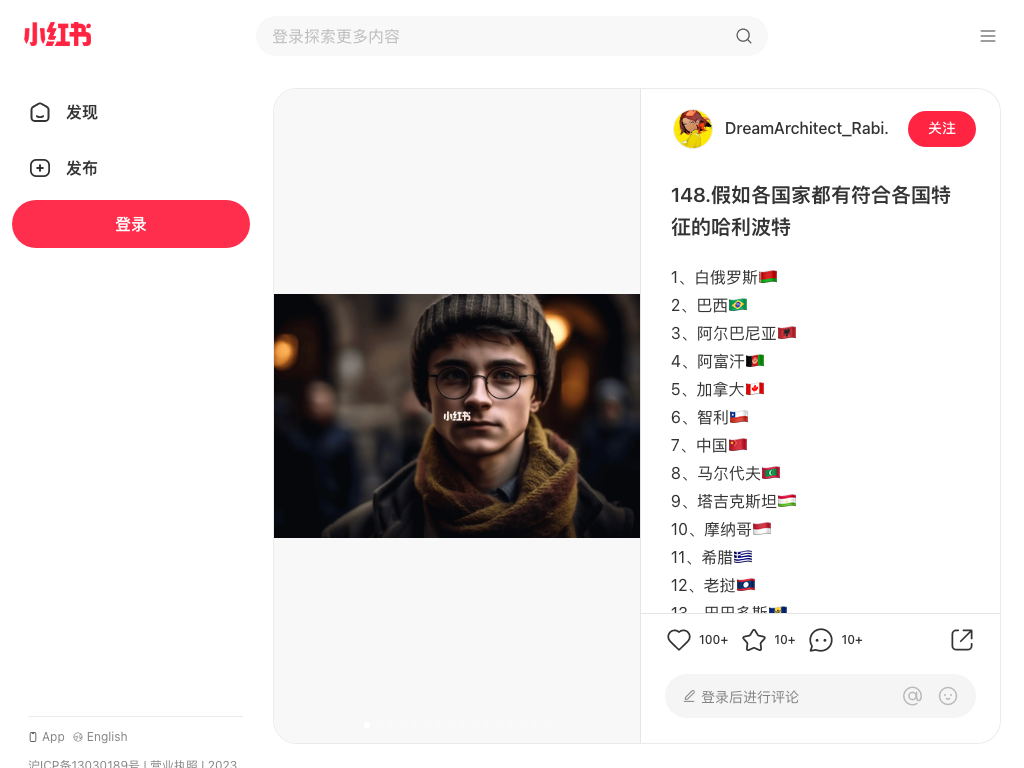 小红书
登录探索更多内容
发现
发布
登录
小红书
DreamArchitect_Rabi.
关注
148.假如各国家都有符合各国特
征的哈利波特
1、白俄罗斯🇧🇾
2、巴西🇧🇷
3、阿尔巴尼亚🇦🇱
4、阿富汗🇦🇫
5、加拿大🇨🇦
6、智利🇨🇱
7、中国🇨🇳
8、马尔代夫🇲🇻
9、塔吉克斯坦🇹🇯
10、摩纳哥🇲🇨
11、希腊🇬🇷
12、老挝🇱🇦
13、巴巴多斯🇧🇧
100+
10+
10+
登录后进行评论
App
English
沪ICP备13030189号 | 营业执照 | 2023